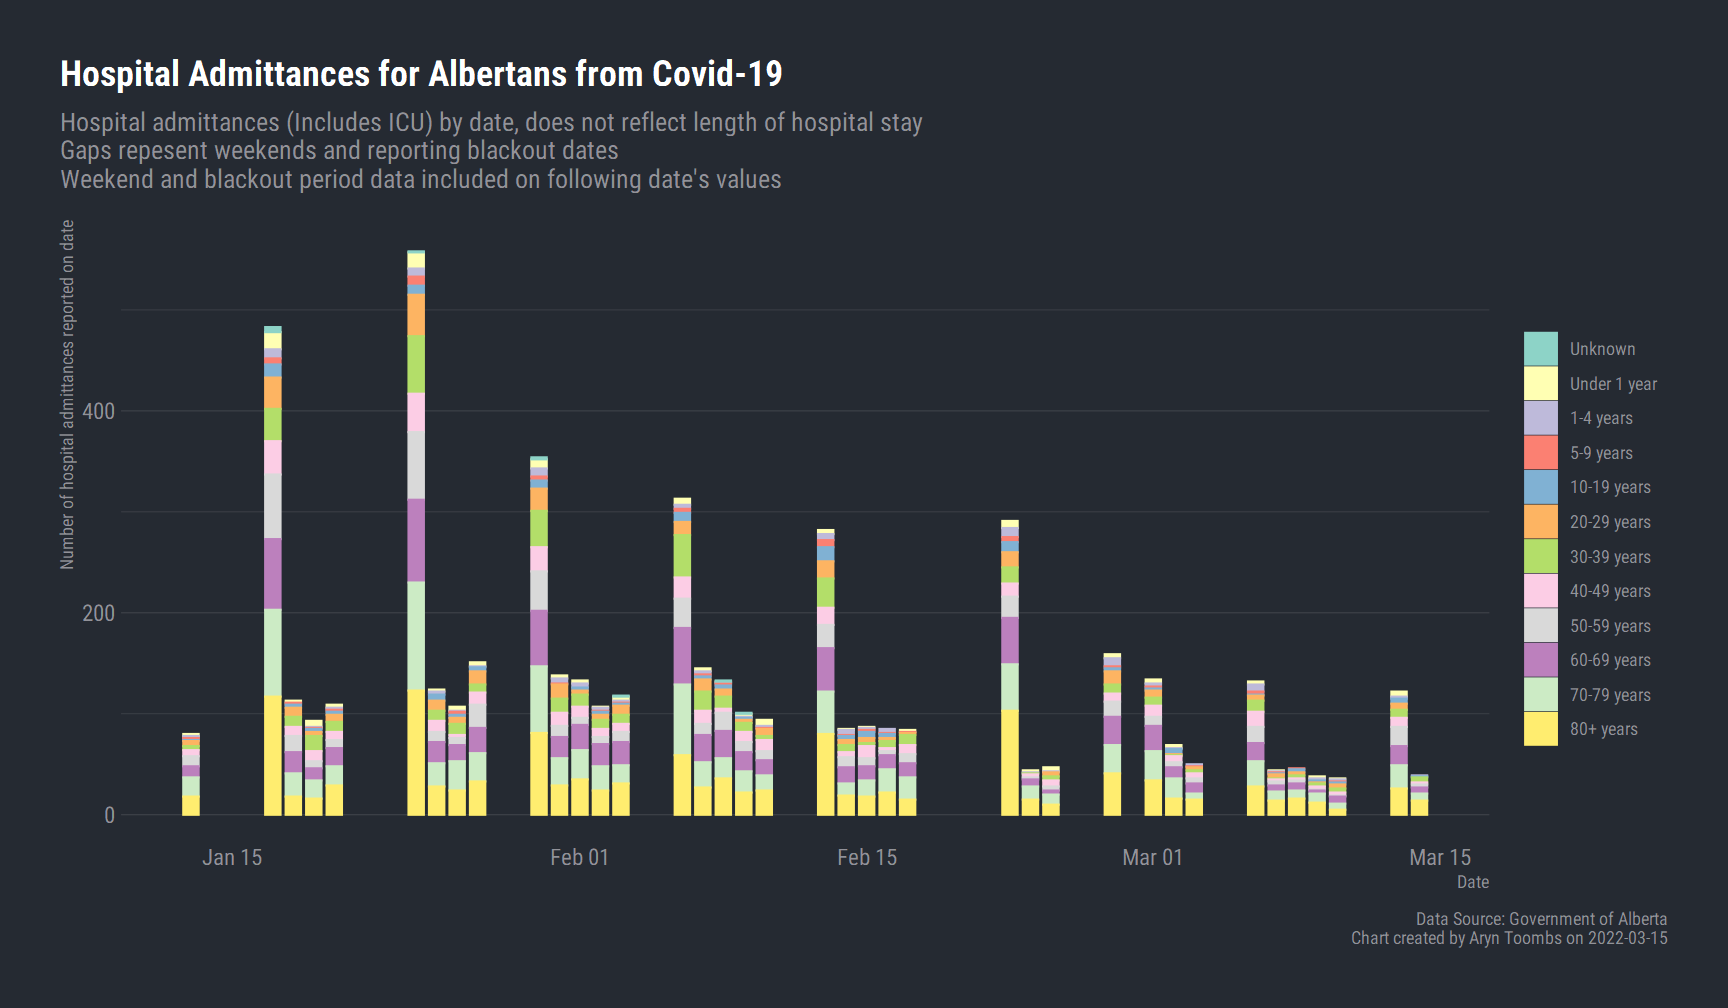 Hospital Admittances for Albertans from Covid-19
Hospital admittances (Includes ICU) by date, does not reflect length of hospital stay
Gaps repesent weekends and reporting blackout dates
Weekend and blackout period data included on following date's values
Number of hospital admittances reported on date
400
200
0
Jan 15
Feb 01
Feb 15
Mar 01
Mar 15
Date
Unknown
Under 1 year
1-4 years
5-9 years
10-19 years
20-29 years
30-39 years
40-49 years
50-59 years
60-69 years
70-79 years
80+ years
Data Source: Government of Alberta
Chart created by Aryn Toombs on 2022-03-15